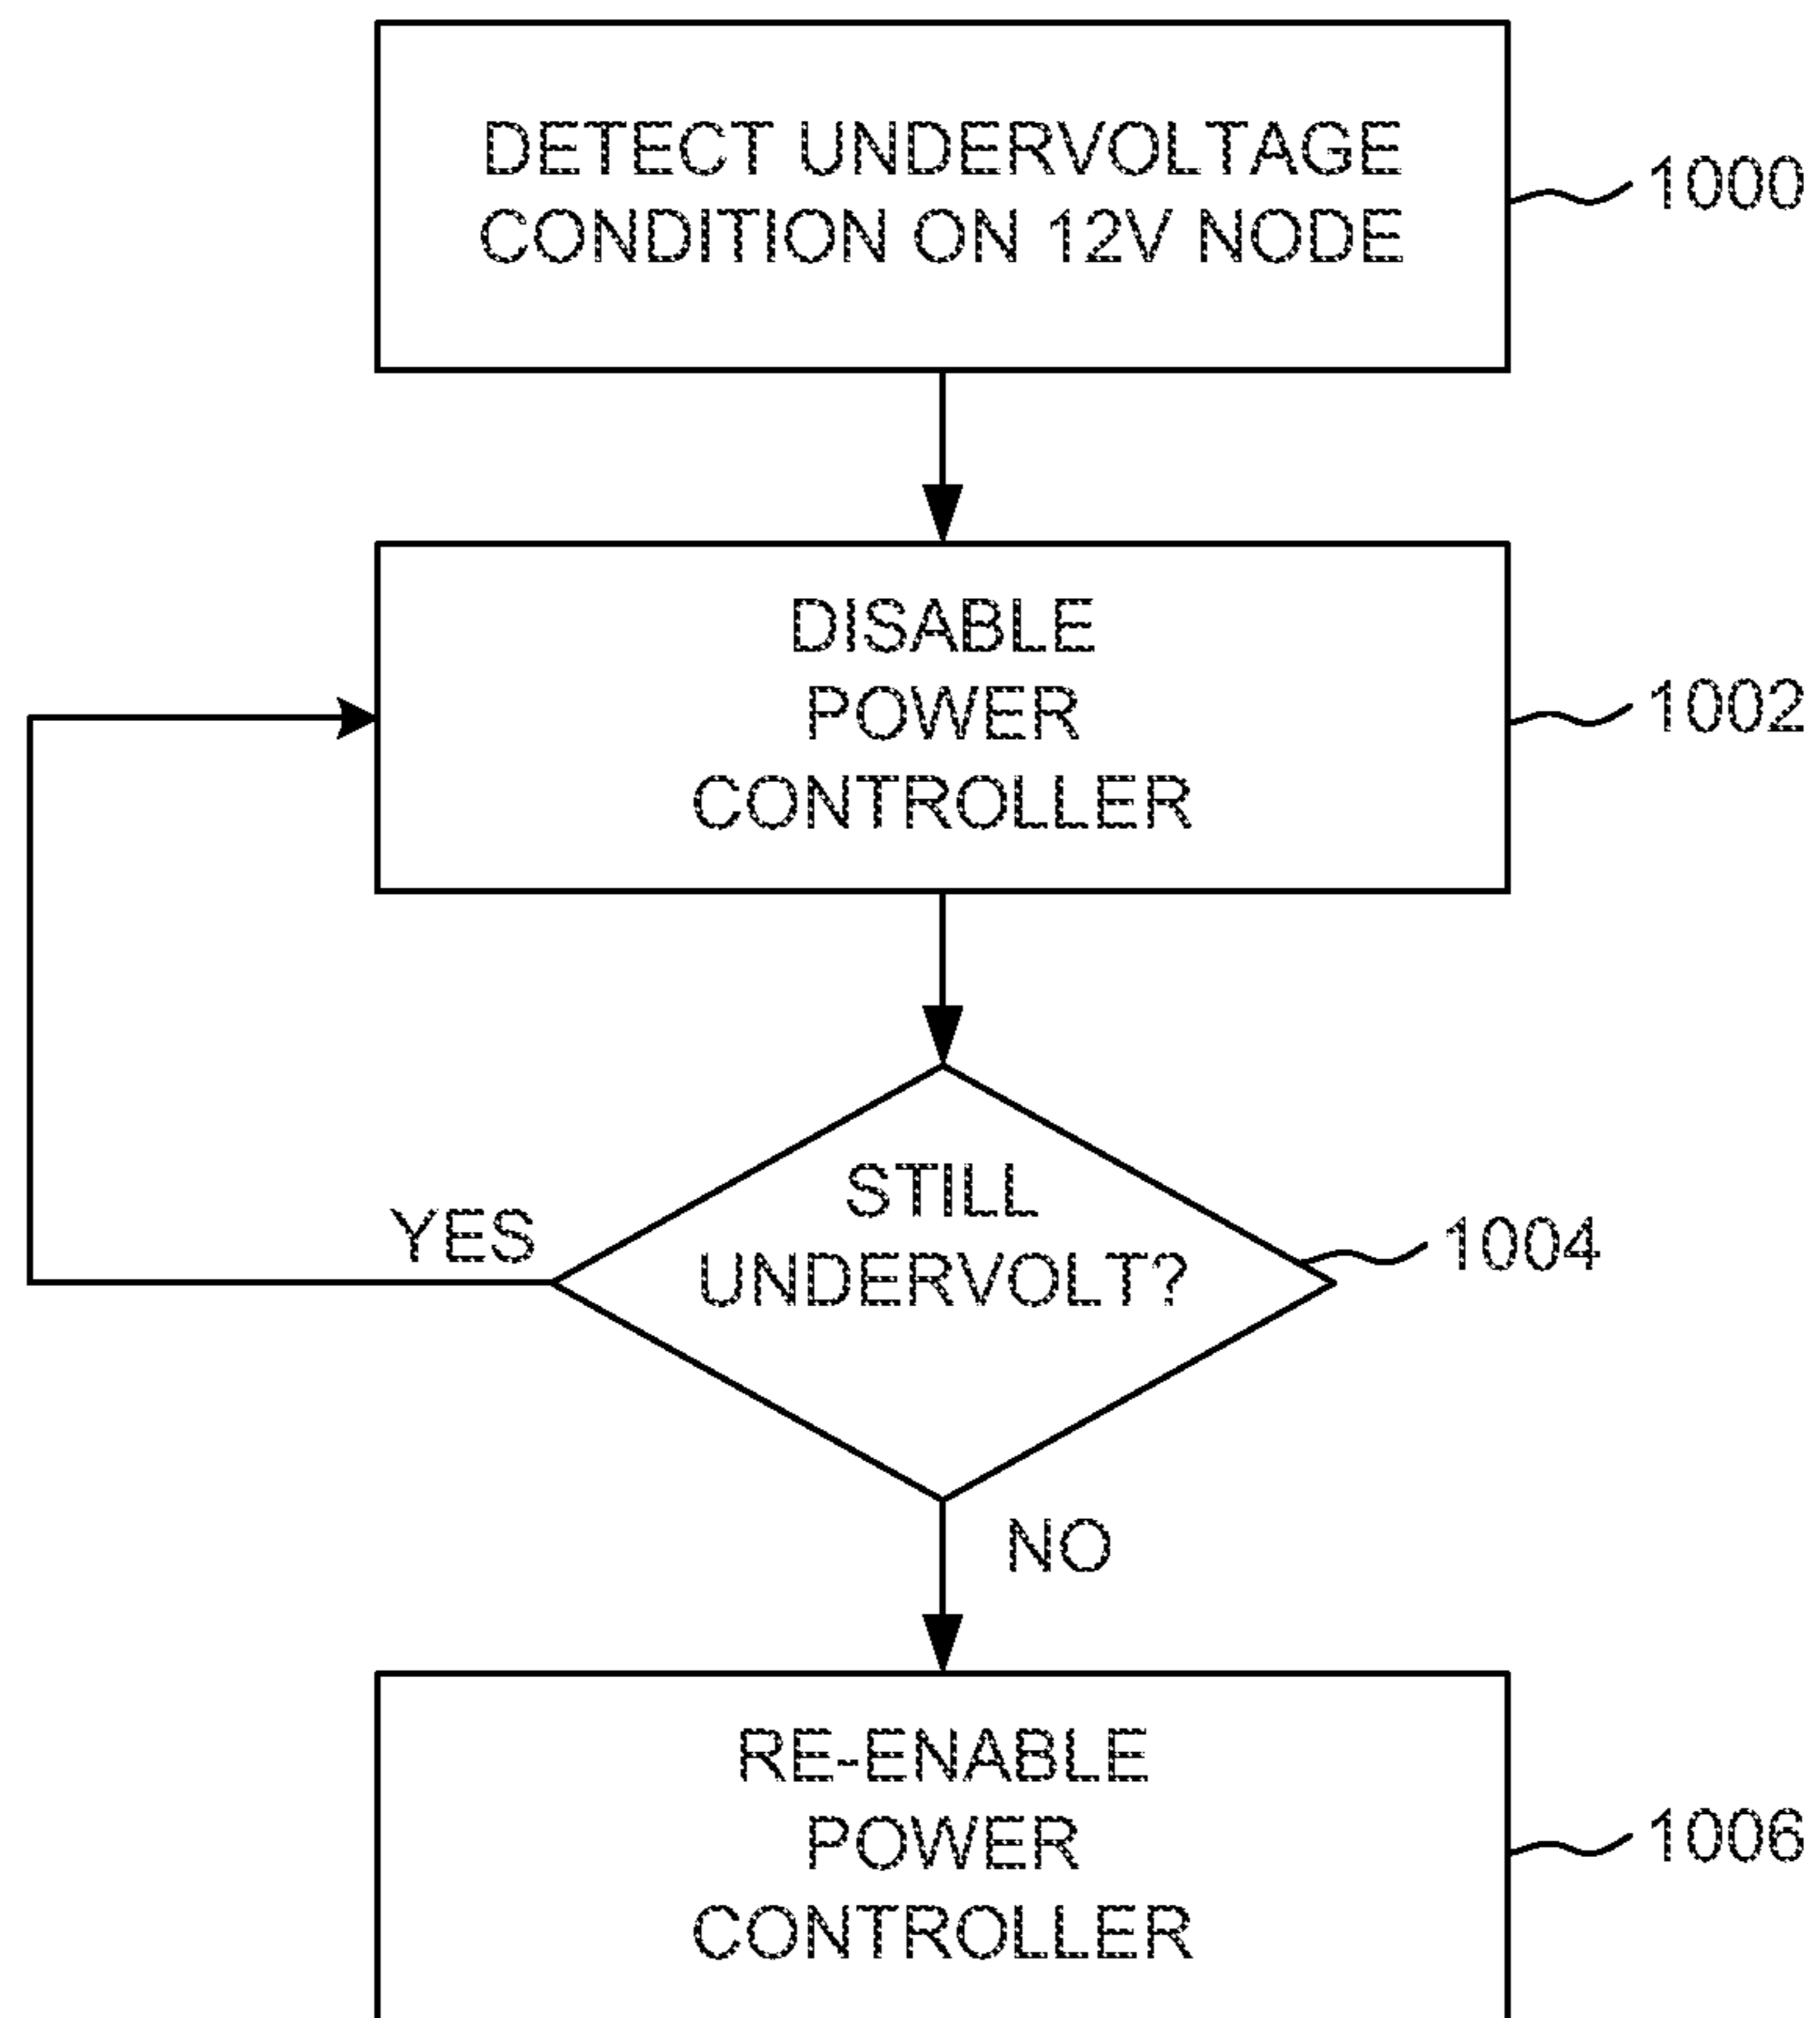 DETECT UNDERVOLTAGE
CONDITION ON 12V NODE
1000
DISABLE
POWER
CONTROLLER
1002
STILL
UNDERVOLT?
1004
YES
NO
RE-ENABLE
POWER
CONTROLLER
1006